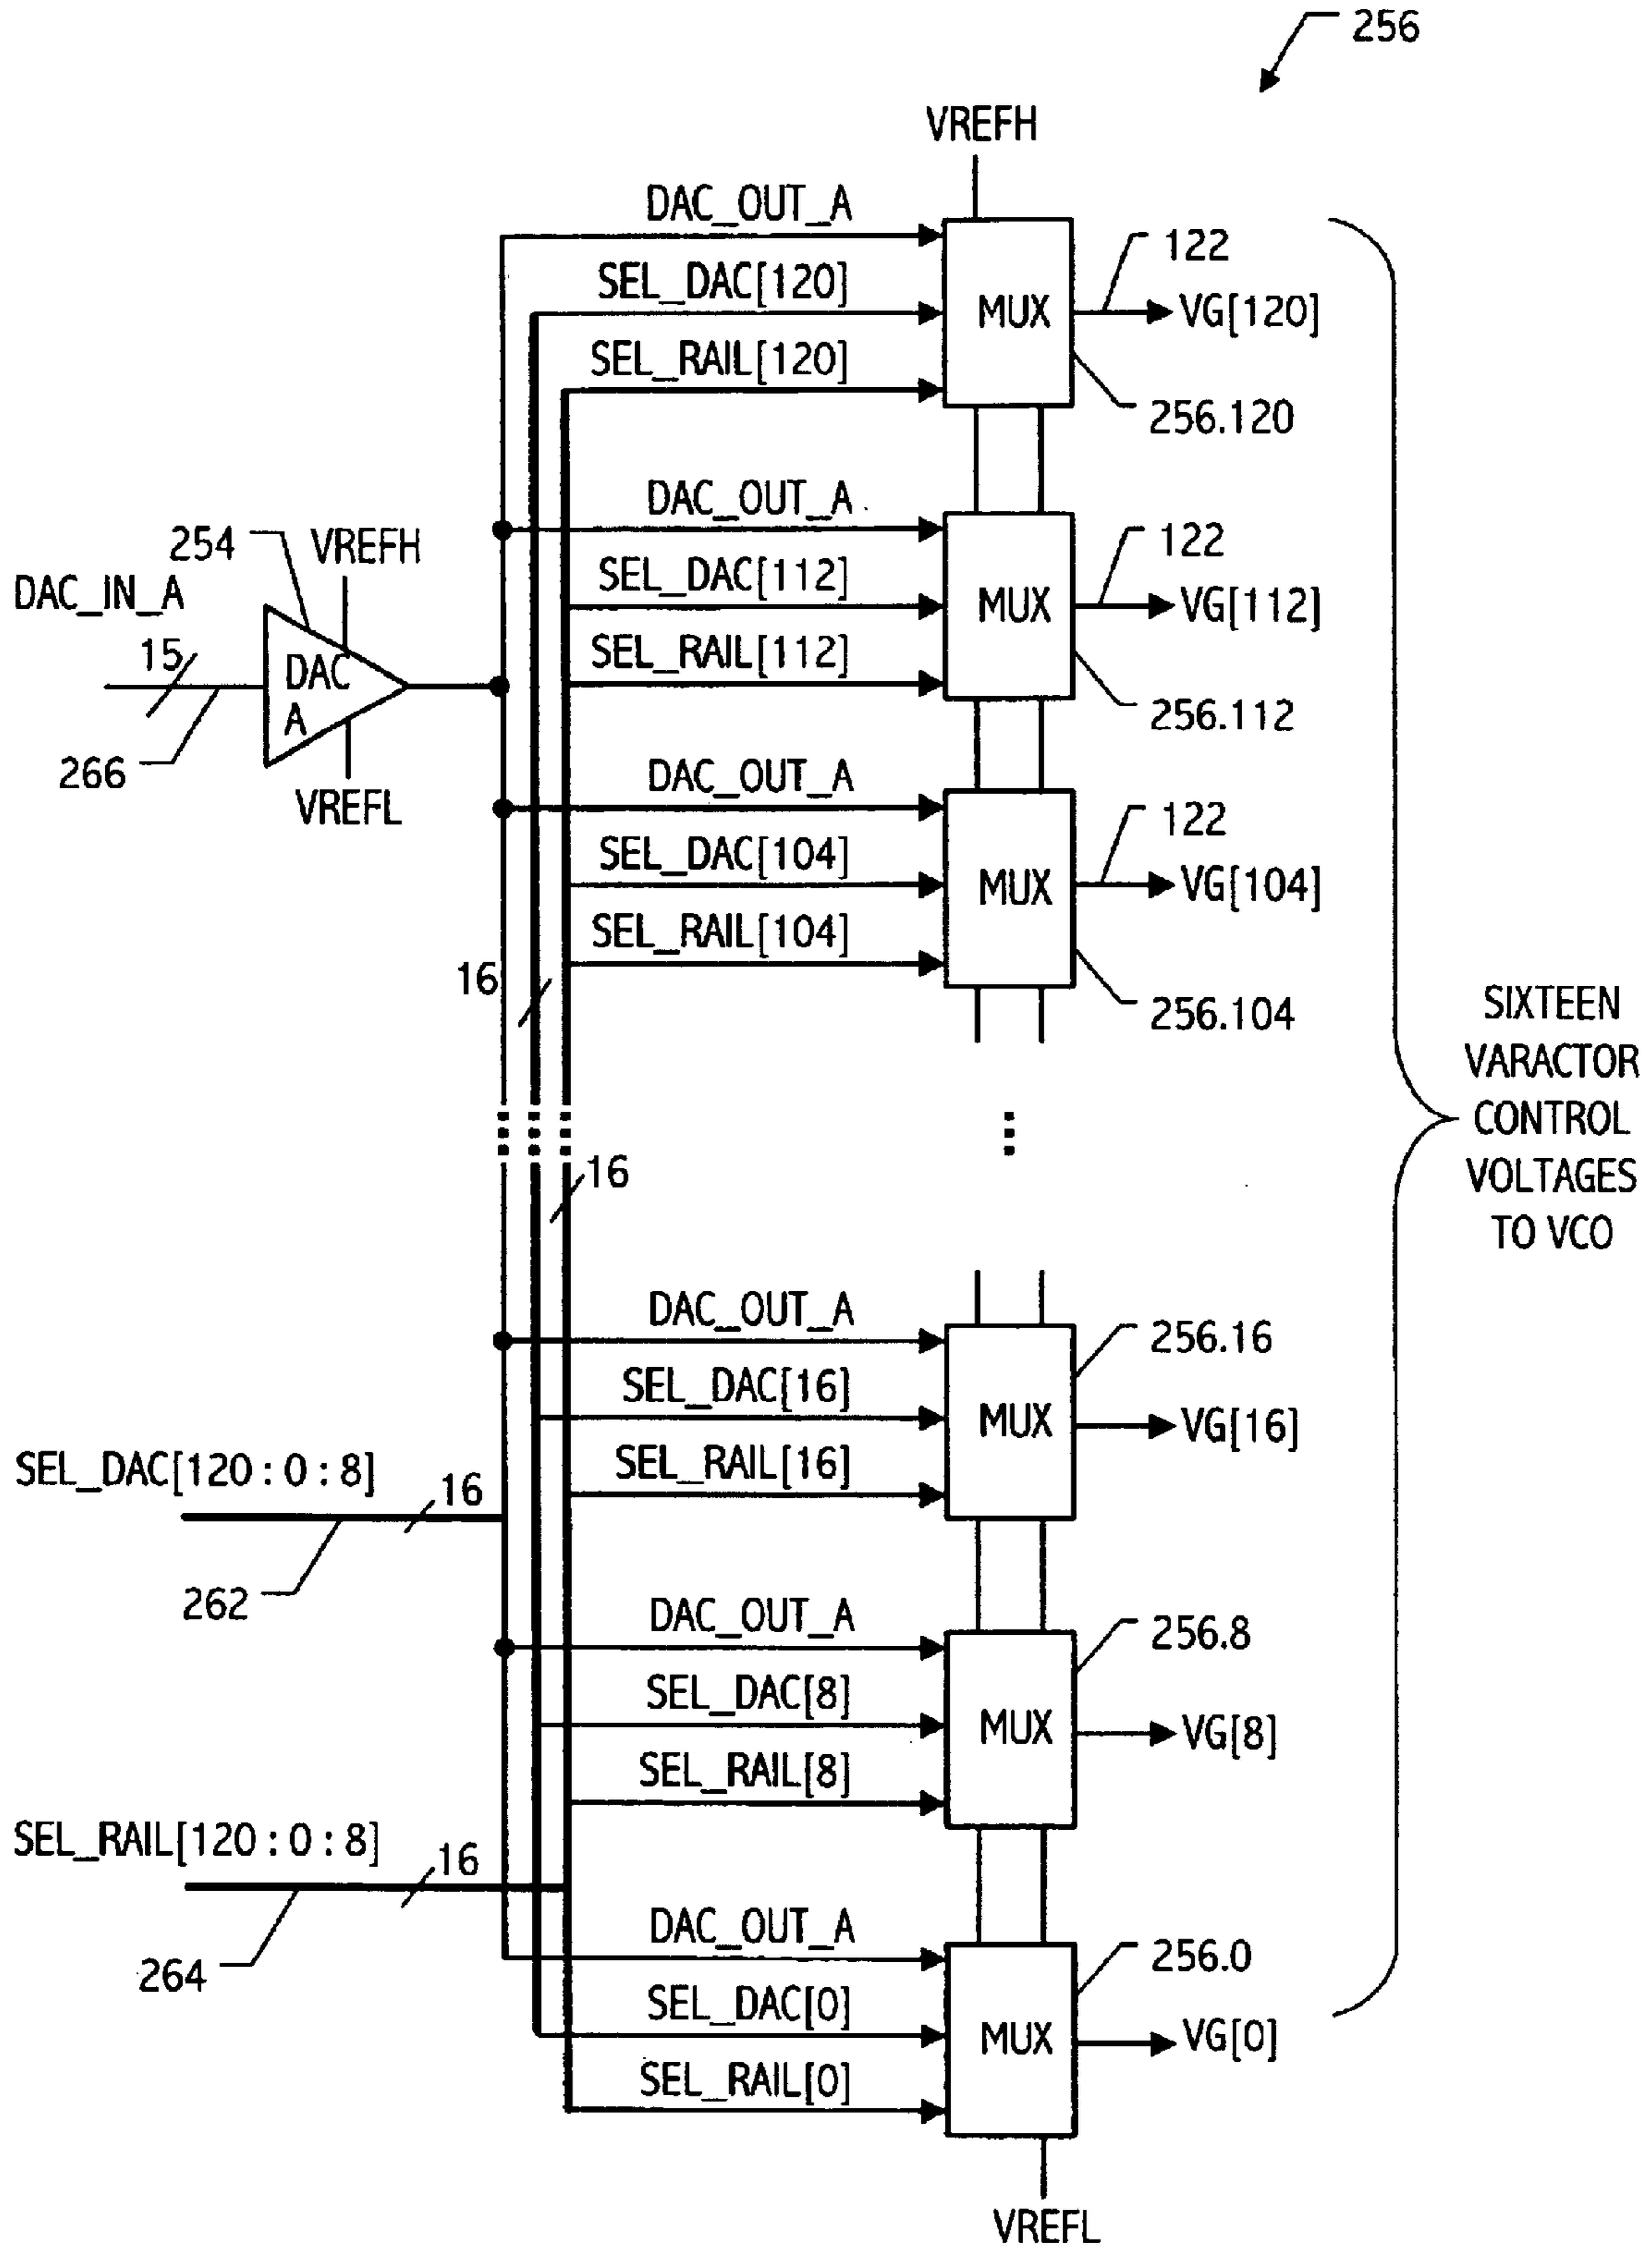 256
VREFH
DAC_OUT_A
122
SEL_DAC[120]
MUX
VG[120]
SEL_RAIL[120]
256.120
DAC_OUT_A
254
VREFH
122
DAC_IN_A
SEL_DAC[112]
MUX
VG[112]
15
DAC
A
SEL_RAIL[112]
256.112
266
VREFL
DAC_OUT_A
122
SEL_DAC[104]
MUX
VG[104]
SEL_RAIL[104]
16
256.104
SIXTEEN
VARACTOR
CONTROL
VOLTAGES
TO VCO
16
DAC_OUT_A
256.16
SEL_DAC[16]
MUX
VG[16]
SEL_RAIL[16]
SEL_DAC[120:0:8]
16
262
DAC_OUT_A
256.8
SEL_DAC[8]
MUX
VG[8]
SEL_RAIL[8]
SEL_RAIL[120:0:8]
16
264
DAC_OUT_A
256.0
SEL_DAC[0]
MUX
VG[0]
SEL_RAIL[0]
VREFL